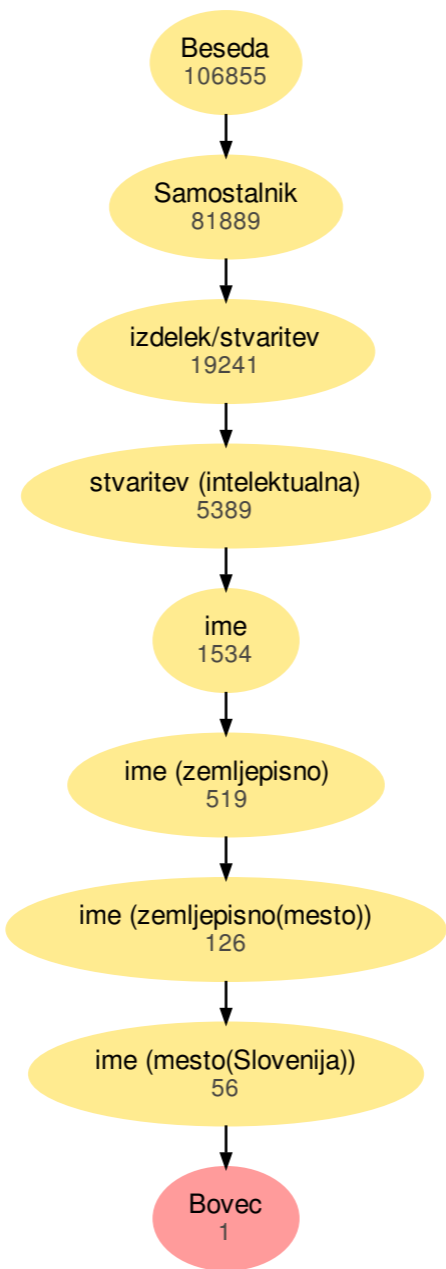 Beseda
106855
Samostalnik
81889
izdelek/stvaritev
19241
stvaritev (intelektualna)
5389
ime
1534
ime (zemljepisno)
519
ime (zemljepisno(mesto))
126
ime (mesto(Slovenija))
56
Bovec
1